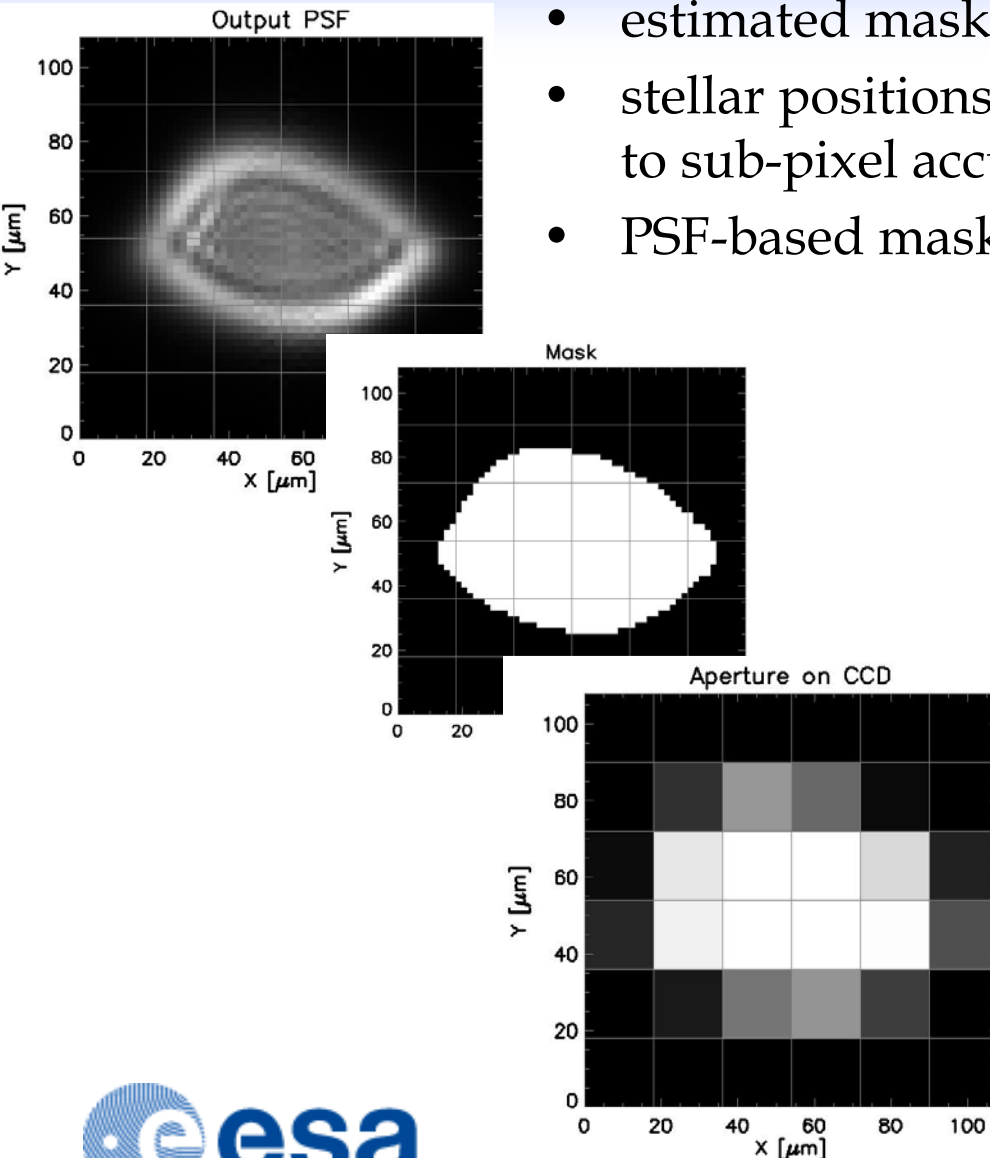 Output PSF
100
80
60
40
20
0
Y [μm]
0 20 40 60
X [μm]
• estimated mask
• stellar positions
to sub-pixel
• PSF-based mask
Mask
100
80
60
40
20
0
Y [μm]
0 20
Aperture on CCD
100
80
60
40
20
0
Y [μm]
0 20 40 60 80 100
X [μm]
esa